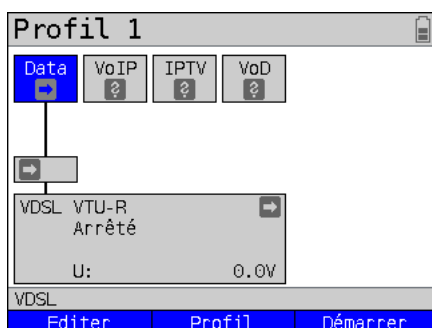 Profil 1
Data VoIP IPTV VoD
? ? ?
VDSL VTU-R
Arrêté
U: 0.0V
VDSL
Editer Profil Démarrer